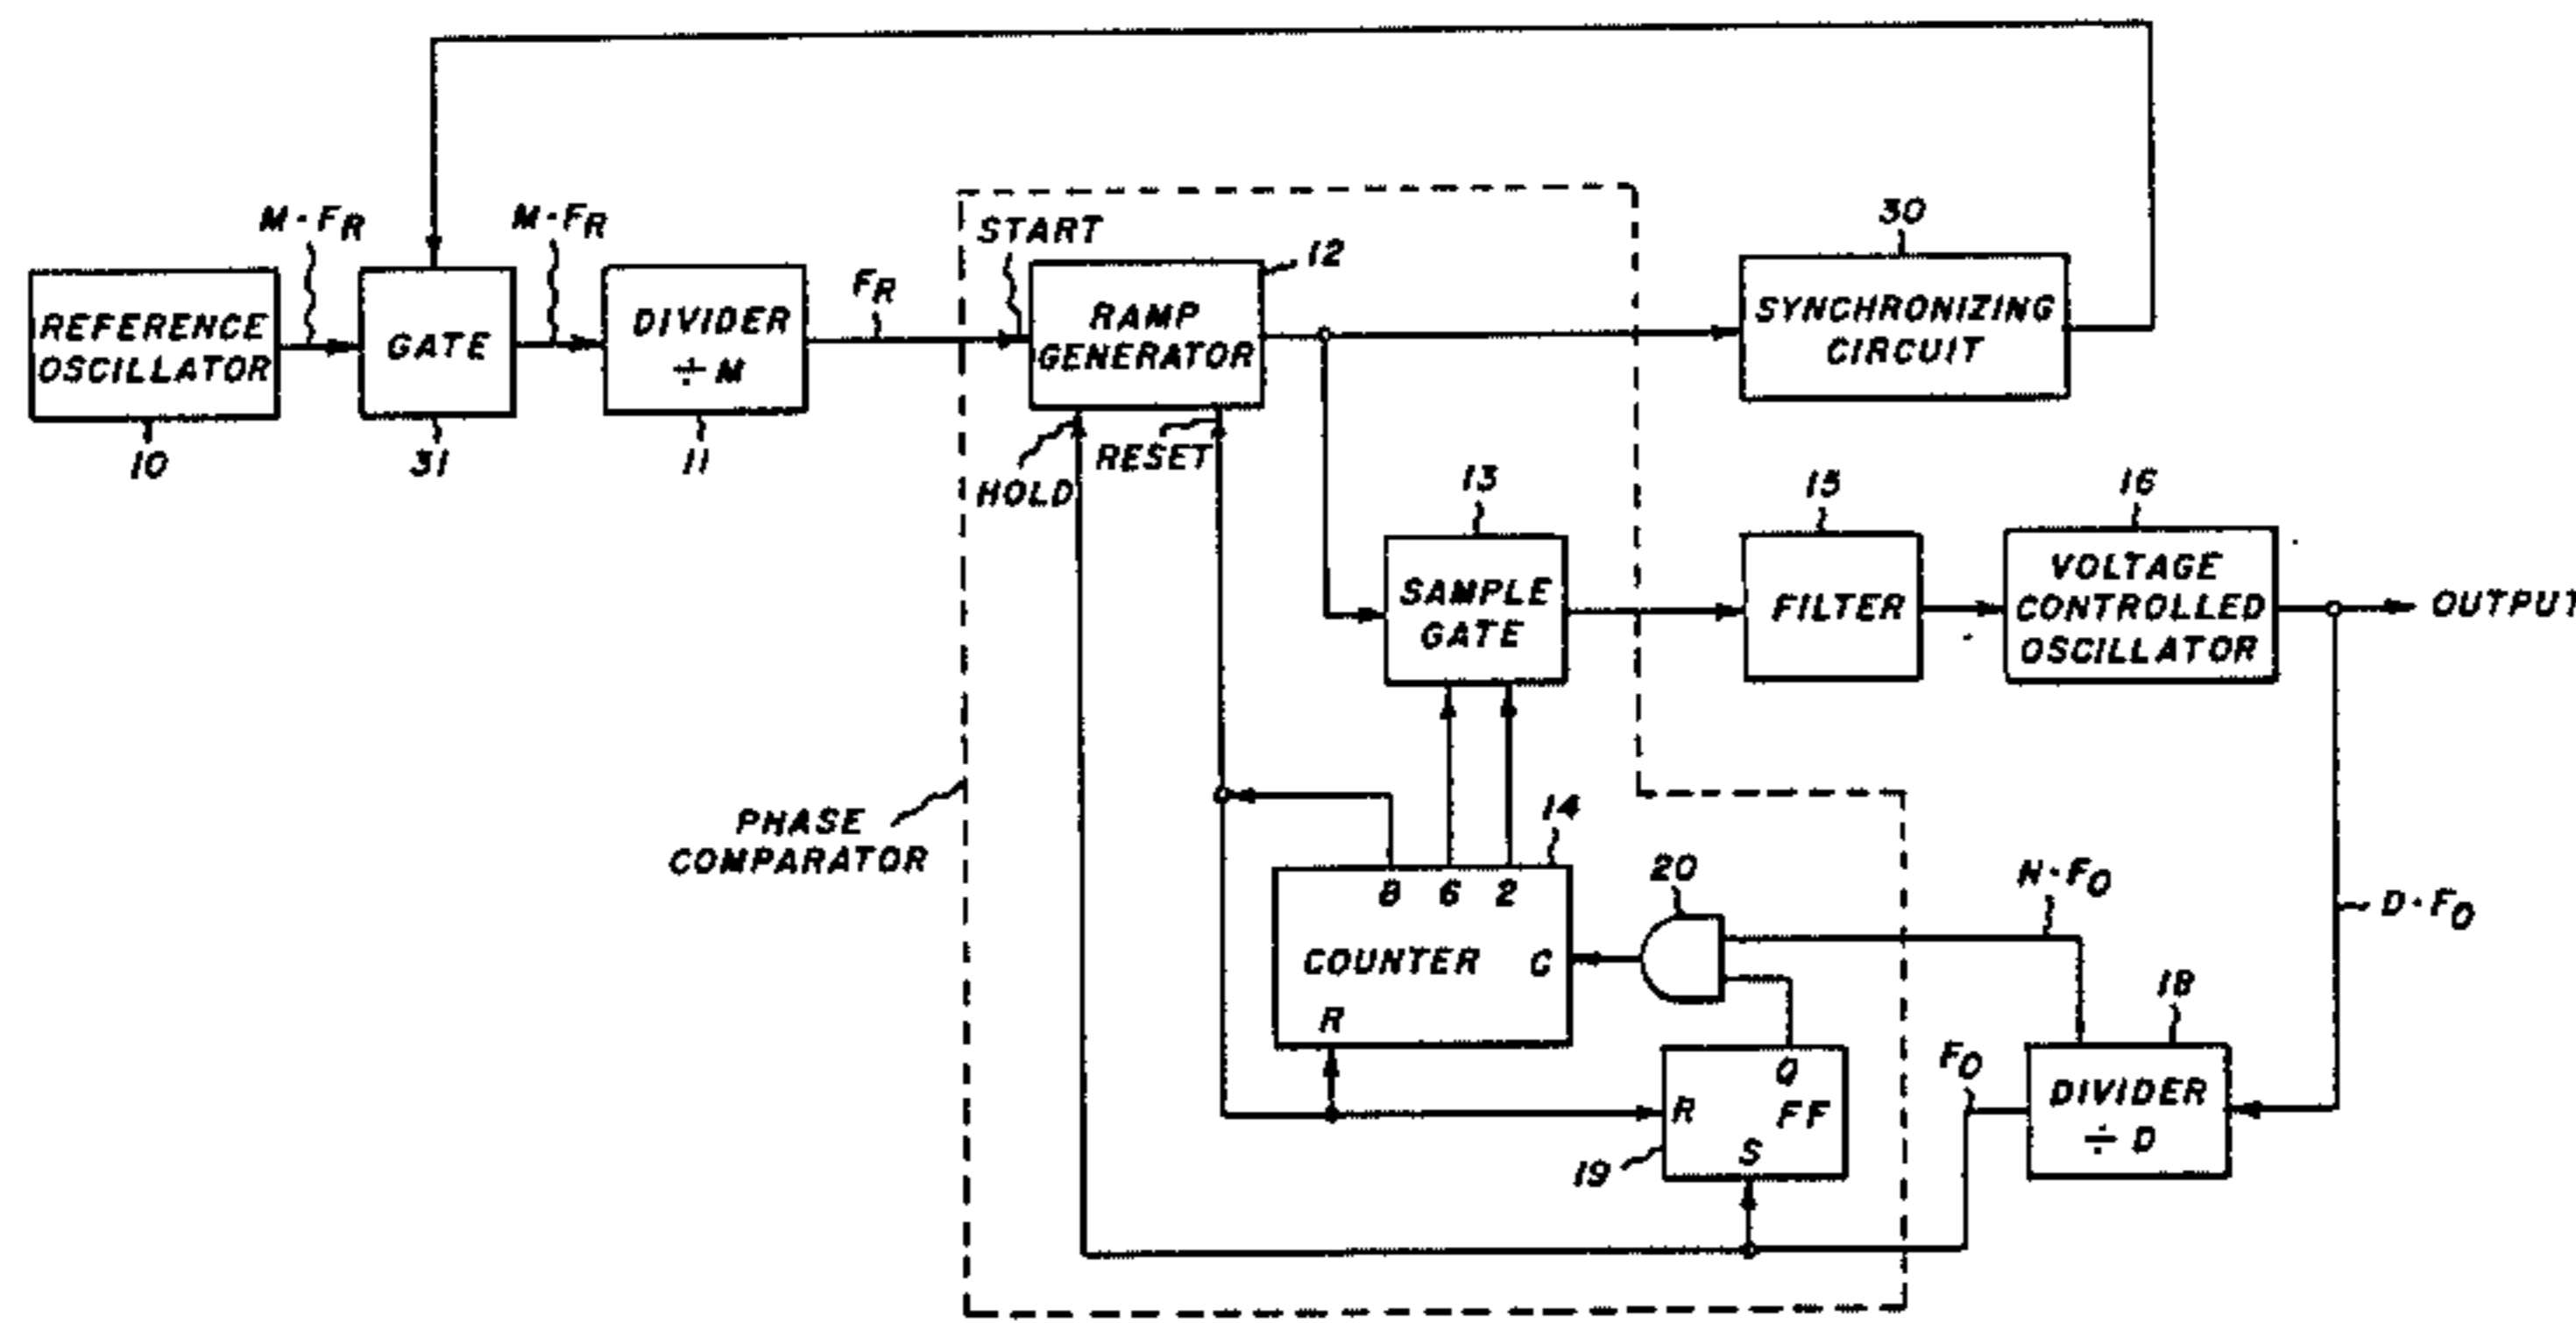 M·FR
M·FR
FR
START
12
30
REFERENCE
OSCILLATOR
GATE
DIVIDER
÷ M
RAMP
GENERATOR
SYNCHRONIZING
CIRCUIT
10
31
11
HOLD
RESET
13
15
16
SAMPLE
GATE
FILTER
VOLTAGE
CONTROLLED
OSCILLATOR
OUTPUT
PHASE
COMPARATOR
14
20
N·FO
D·FO
8 6 2
COUNTER C
R
18
FO
DIVIDER
÷ D
Q
R FF
S
19